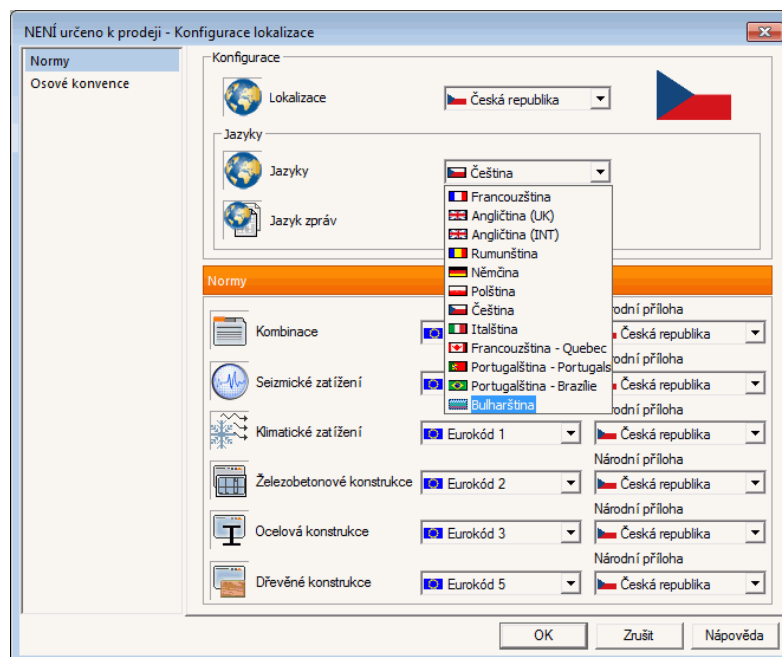 NENÍ určeno k prodeji - Konfigurace lokalizace
Normy
Osové konvence
Konfigurace
Lokalizace
Česká republika
Jazyky
Jazyky
Čeština
Jazyk zpráv
Francouzština
Angličtina (UK)
Angličtina (INT)
Rumunština
Němčina
Polština
Čeština
Italština
Francouzština - Quebec
Portugalština - Portugals
Portugalština - Brazílie
Bulharština
Normy
Kombinace
Česká republika
Seizmické zatížení
Česká republika
Klimatické zatížení
Eurokód 1
Česká republika
Národní příloha
Železobetonové konstrukce
Eurokód 2
Česká republika
Národní příloha
Ocelová konstrukce
Eurokód 3
Česká republika
Národní příloha
Dřevěné konstrukce
Eurokód 5
Česká republika
OK
Zrušit
Nápověda